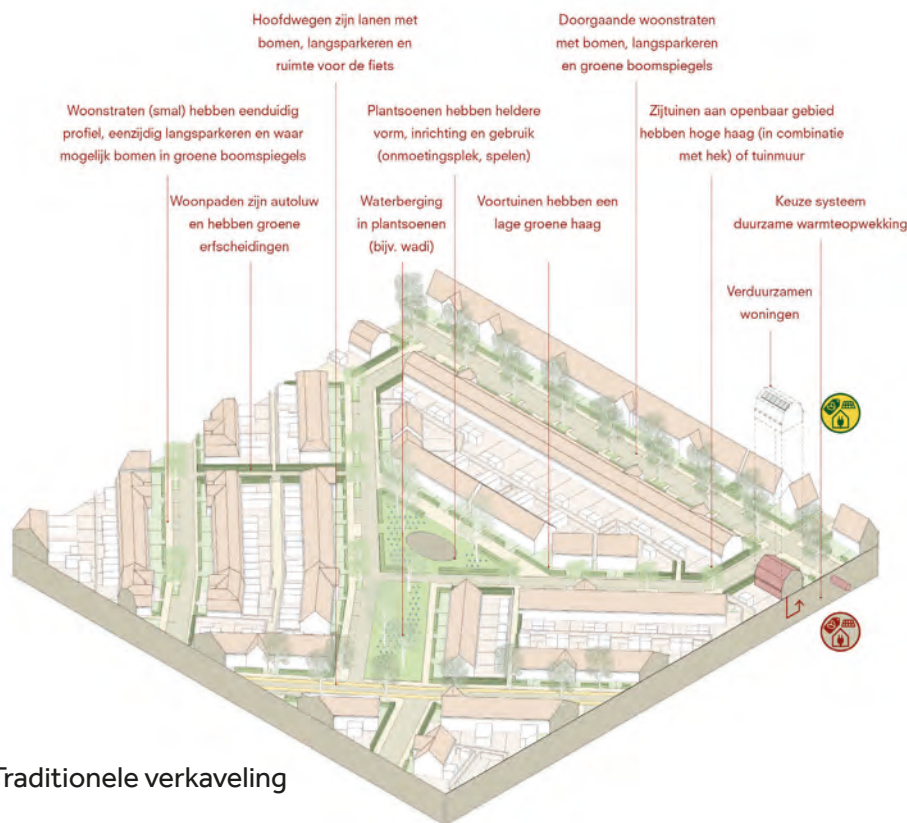 Hoofdwegen zijn lanen met
bomen, langsparkeren en
ruimte voor de fiets
Doorgaande woonstraten
met bomen, langsparkeren
en groene boomspiegels
Woonstraten (smal) hebben eenduidig
profiel, eenzijdig langsparkeren en waar
mogelijk bomen in groene boomspiegels
Plantsoenen hebben heldere
vorm, inrichting en gebruik
(onmoetingsplek, spelen)
Zijtuinen aan openbaar gebied
hebben hoge haag (in combinatie
met hek) of tuinmuur
Woonpaden zijn autoluw
en hebben groene
erfscheidingen
Waterberging
in plantsoenen
(bijv. wadi)
Voortuinen hebben een
lage groene haag
Keuze systeem
duurzame warmteopwekking
Verduurzamen
woningen
Traditionele verkaveling